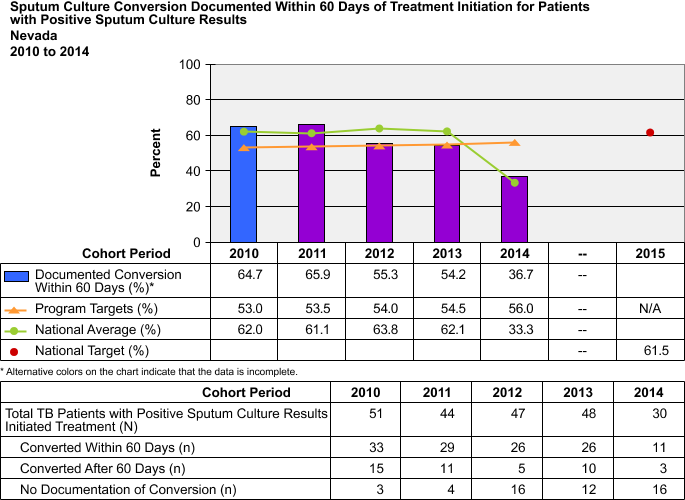 Sputum Culture Conversion Documented Within 60 Days of Treatment Initiation for Patients
with Positive Sputum Culture Results
Nevada
2010 to 2014
100
80
60
40
20
0
Percent
Cohort Period 2010 2011 2012 2013 2014 -- 2015
Documented Conversion 64.7 65.9 55.3 54.2 36.7 --
Within 60 Days (%)*
Program Targets (%) 53.0 53.5 54.0 54.5 56.0 -- N/A
National Average (%) 62.0 61.1 63.8 62.1 33.3 --
National Target (%) -- 61.5
* Alternative colors on the chart indicate that the data is incomplete.
Cohort Period 2010 2011 2012 2013 2014
Total TB Patients with Positive Sputum Culture Results 51 44 47 48 30
Initiated Treatment (N)
Converted Within 60 Days (n) 33 29 26 26 11
Converted After 60 Days (n) 15 11 5 10 3
No Documentation of Conversion (n) 3 4 16 12 16